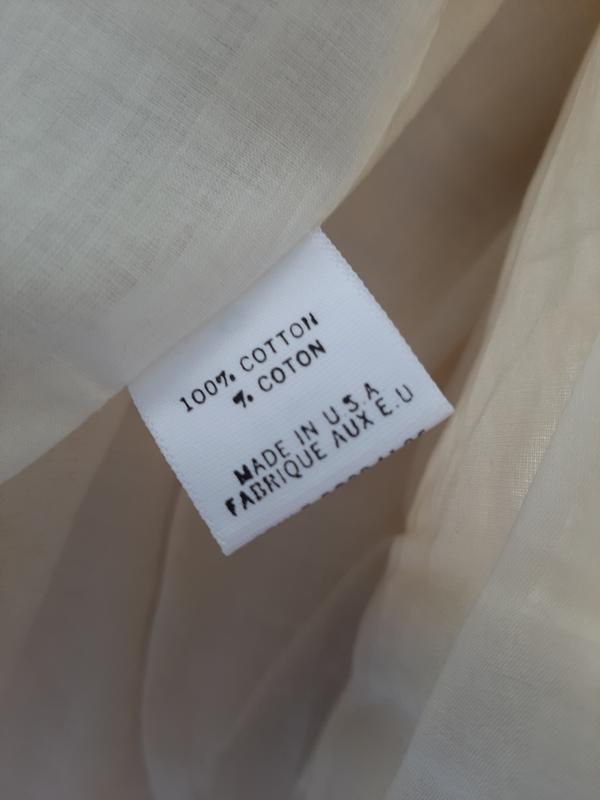 100% COTTON
% COTON
MADE IN U.S.A
FABRIQUE AUX E.U